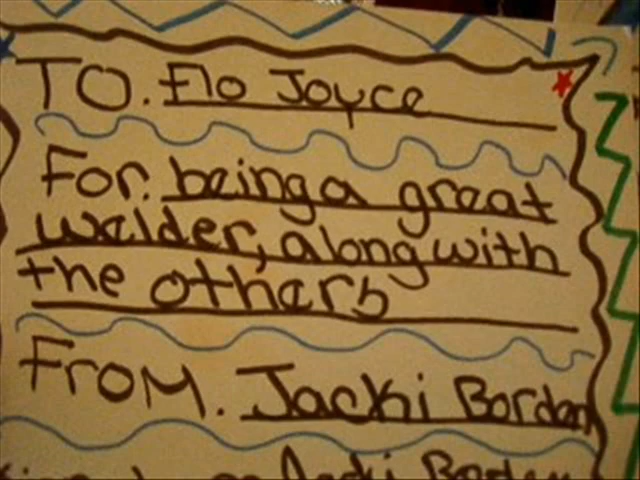 TO. Flo Joyce
For. being a great
welder, along with
the others
From. Jacki Borden